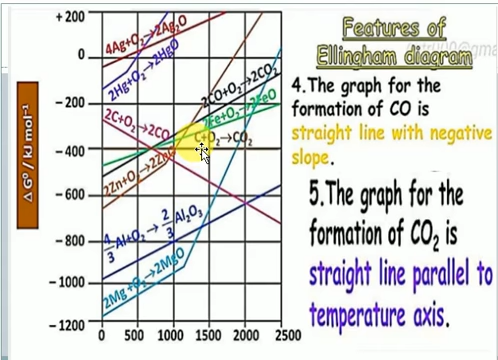 Features of
Ellingham diagram
4.The graph for the
formation of CO is
straight line with negative
slope.
5.The graph for the
formation of CO₂ is
straight line parallel to
temperature axis.
ΔG⁰ / kJ mol⁻¹
+ 200
0
− 200
− 400
− 600
− 800
− 1000
− 1200
0 500 1000 1500 2000 2500
4Ag+O₂→2Ag₂O
2Hg+O₂→2HgO
2CO+O₂→2CO₂
2Fe+O₂→2FeO
2C+O₂→2CO
C+O₂→CO₂
2Zn+O₂→2ZnO
4/3 Al+O₂→ 2/3 Al₂O₃
2Mg+O₂→2MgO